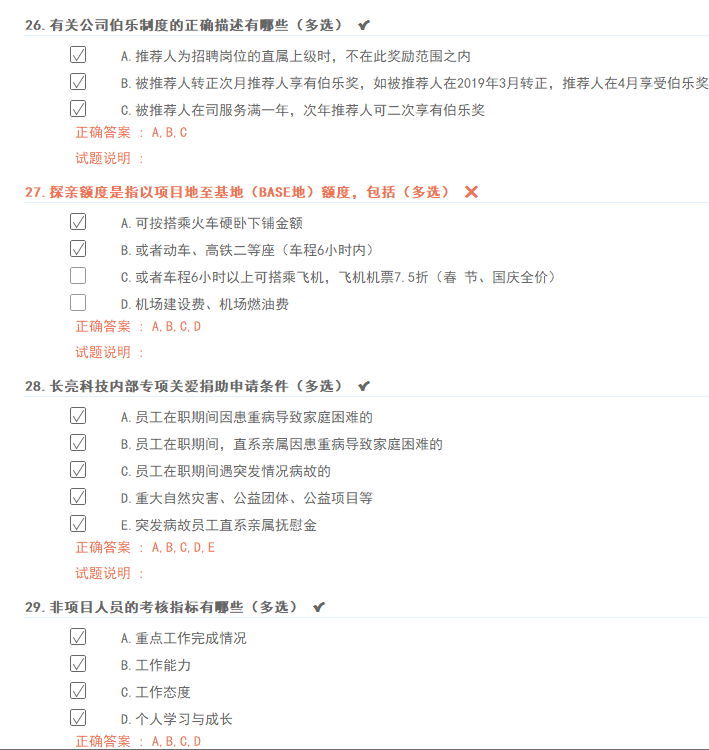 26.有关公司伯乐制度的正确描述有哪些（多选）
A.推荐人为招聘岗位的直属上级时，不在此奖励范围之内
B.被推荐人转正次月推荐人享有伯乐奖，如被推荐人在2019年3月转正，推荐人在4月享受伯乐奖
C.被推荐人在司服务满一年，次年推荐人可二次享有伯乐奖
正确答案 : A,B,C
试题说明 :
27.探亲额度是指以项目地至基地（BASE地）额度，包括（多选）
A.可按搭乘火车硬卧下铺金额
B.或者动车、高铁二等座（车程6小时内）
C.或者车程6小时以上可搭乘飞机，飞机机票7.5折（春 节、国庆全价）
D.机场建设费、机场燃油费
正确答案 : A,B,C,D
试题说明 :
28.长亮科技内部专项关爱捐助申请条件（多选）
A.员工在职期间因患重病导致家庭困难的
B.员工在职期间，直系亲属因患重病导致家庭困难的
C.员工在职期间遇突发情况病故的
D.重大自然灾害、公益团体、公益项目等
E.突发病故员工直系亲属抚慰金
正确答案 : A,B,C,D,E
试题说明 :
29.非项目人员的考核指标有哪些（多选）
A.重点工作完成情况
B.工作能力
C.工作态度
D.个人学习与成长
正确答案 : A,B,C,D